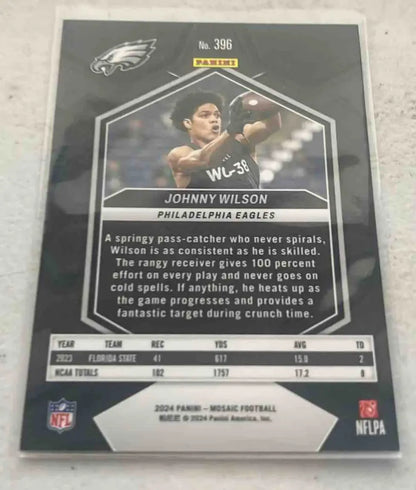 No. 396
PANINI
WO-38
JOHNNY WILSON
PHILADELPHIA EAGLES
A springy pass-catcher who never spirals,
Wilson is as consistent as he is skilled.
The rangy receiver gives 100 percent
effort on every play and never goes on
cold spells. If anything, he heats up as
the game progresses and provides a
fantastic target during crunch time.
YEAR TEAM REC YDS AVG TD
2023 FLORIDA STATE 41 617 15.0 2
NCAA TOTALS 102 1757 17.2
2024 PANINI – MOSAIC FOOTBALL
© 2024 Panini America, Inc.
NFL
NFLPA